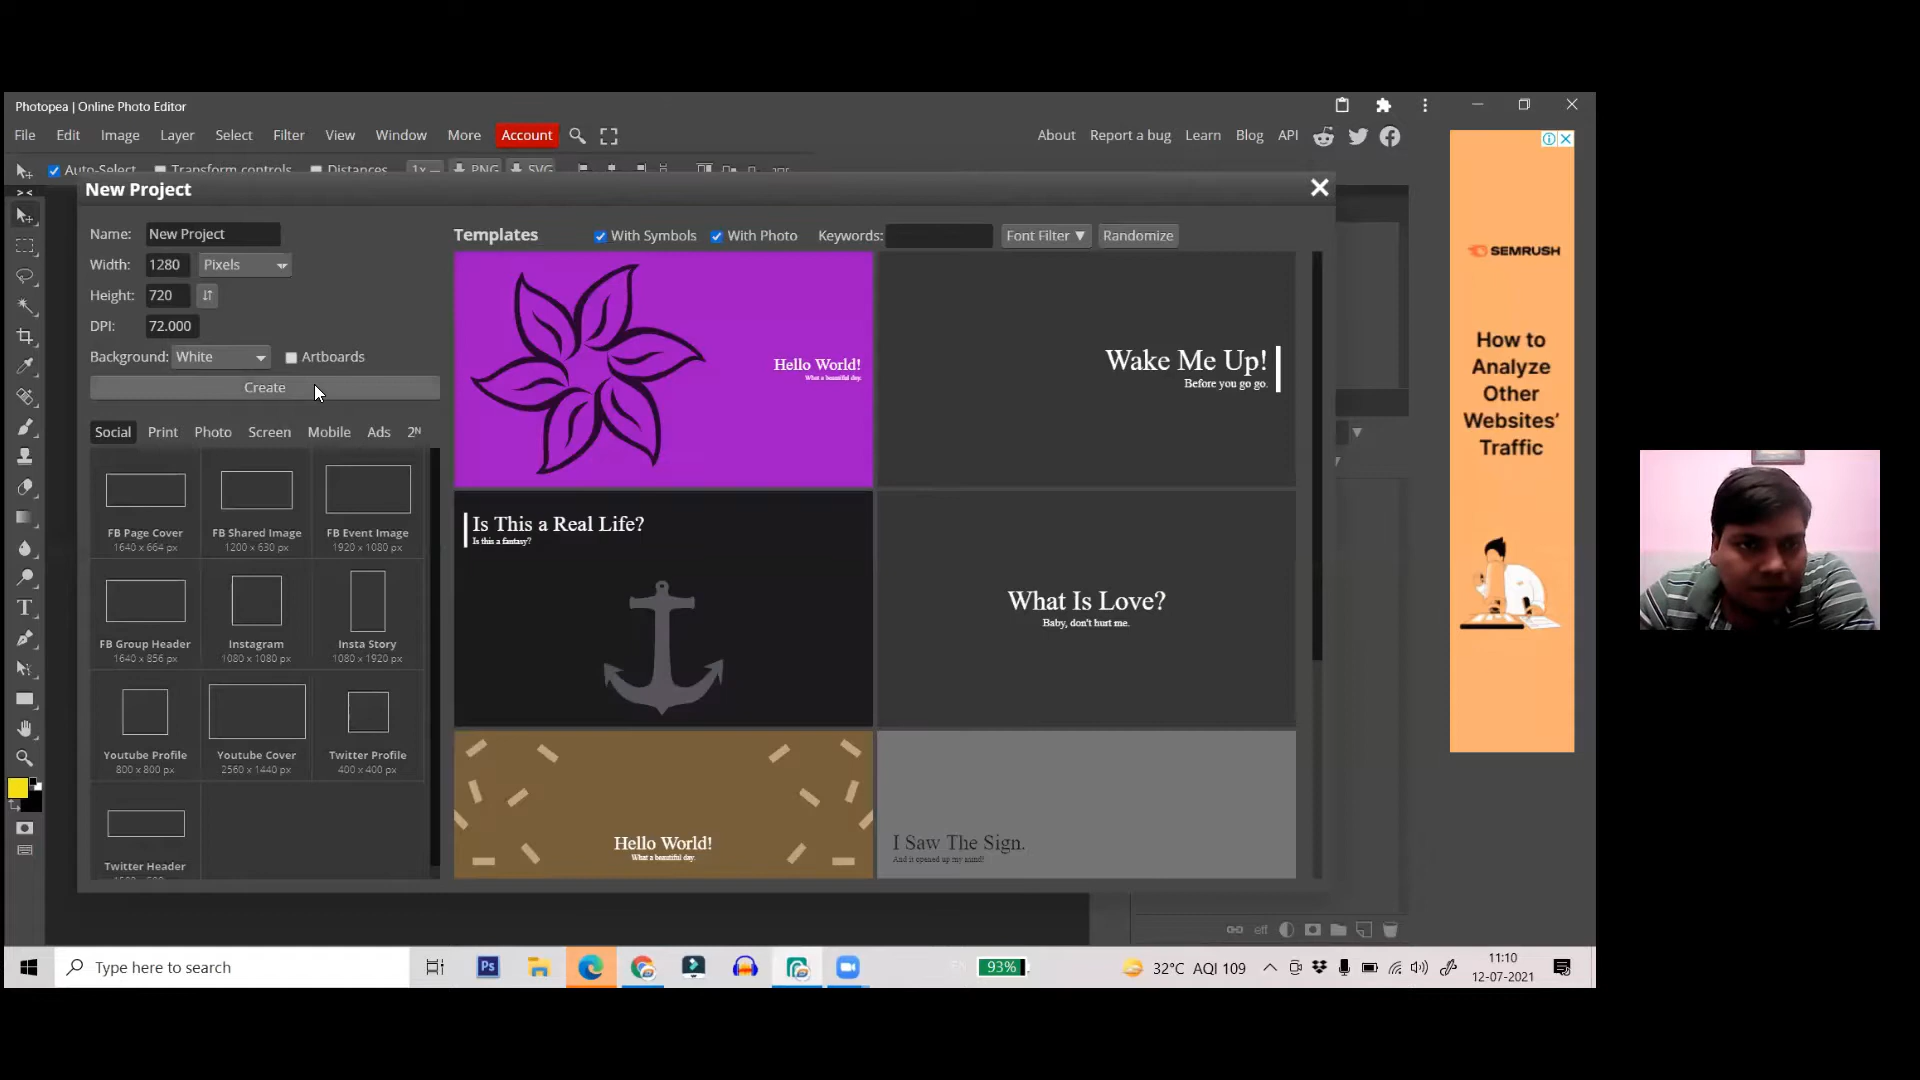 Photopea | Online Photo Editor
File Edit Image Layer Select Filter View Window More Account
About Report a bug Learn Blog API
Auto-Select Transform controls Distances 1x PNG SVG
New Project
Name: New Project
Width: 1280 Pixels
Height: 720
DPI: 72.000
Background: White Artboards
Create
Social Print Photo Screen Mobile Ads 2ᴺ
FB Page Cover FB Shared Image FB Event Image
1640 x 664 px 1200 x 630 px 1920 x 1080 px
FB Group Header Instagram Insta Story
1640 x 856 px 1080 x 1080 px 1080 x 1920 px
Youtube Profile Youtube Cover Twitter Profile
800 x 800 px 2560 x 1440 px 400 x 400 px
Twitter Header
Templates With Symbols With Photo Keywords: Font Filter ▼ Randomize
Hello World!
What a beautiful day.
Wake Me Up!
Before you go go.
Is This a Real Life?
Is this a fantasy?
What Is Love?
Baby, don't hurt me.
Hello World!
What a beautiful day.
I Saw The Sign.
And it opened up my mind!
SEMRUSH
How to
Analyze
Other
Websites'
Traffic
eff
T
Ps
Type here to search
93%
32°C AQI 109
11:10
12-07-2021